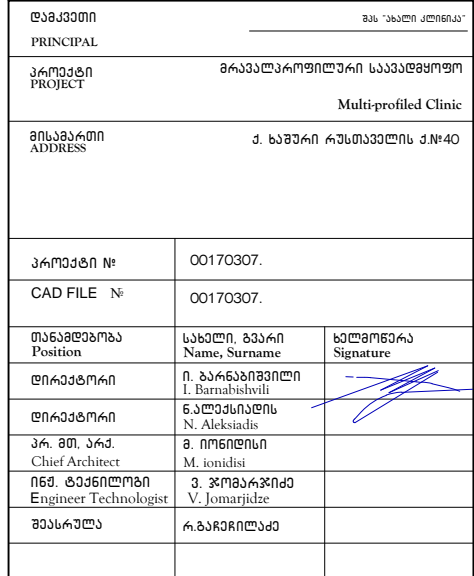 დამკვეთი
შპს "ახალი კლინიკა"
PRINCIPAL
პროექტი
მრავალპროფილური საავადმყოფო
PROJECT
Multi-profiled Clinic
მისამართი
ქ. ხაშური რუსთაველის ქ.№40
ADDRESS
პროექტი №
00170307.
CAD FILE №
00170307.
თანამდებობა
Position
სახელი, გვარი
Name, Surname
ხელმოწერა
Signature
დირექტორი
ი. ბარნაბიშვილი
I. Barnabishvili
დირექტორი
ნ.ალექსიადის
N. Aleksiadis
პრ. მთ, არქ.
Chief Architect
მ. იონიდისი
M. ionidisi
ინჟ. ტექნილოგი
Engineer Technologist
ვ. ჯომარჯიძე
V. Jomarjidze
შეასრულა
რ.გაჩეჩილაძე